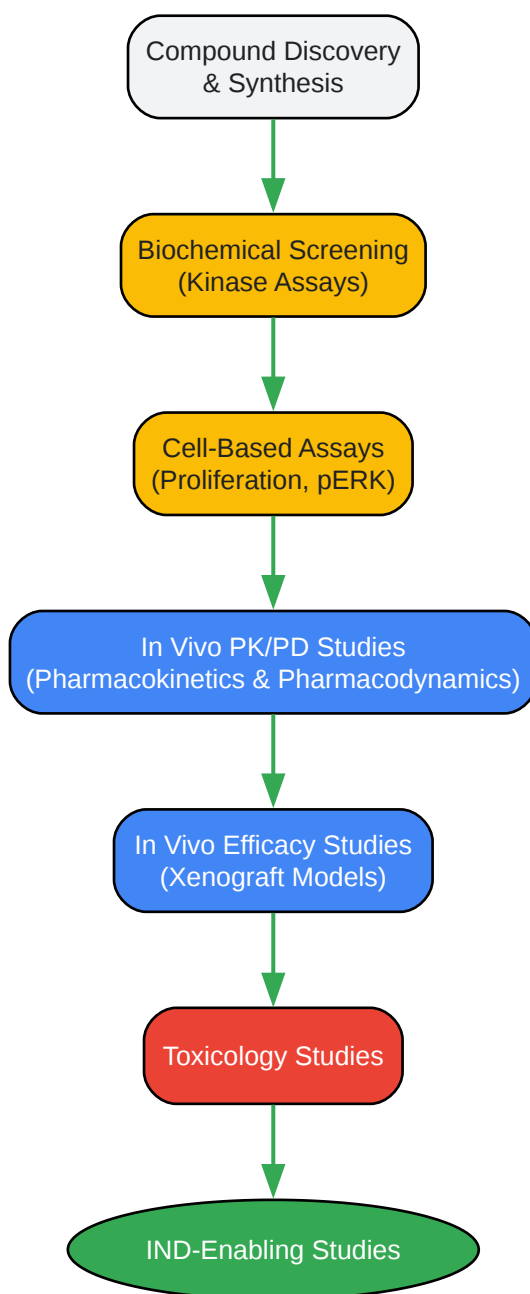 Compound Discovery
& Synthesis
Biochemical Screening
(Kinase Assays)
Cell-Based Assays
(Proliferation, pERK)
In Vivo PK/PD Studies
(Pharmacokinetics & Pharmacodynamics)
In Vivo Efficacy Studies
(Xenograft Models)
Toxicology Studies
IND-Enabling Studies